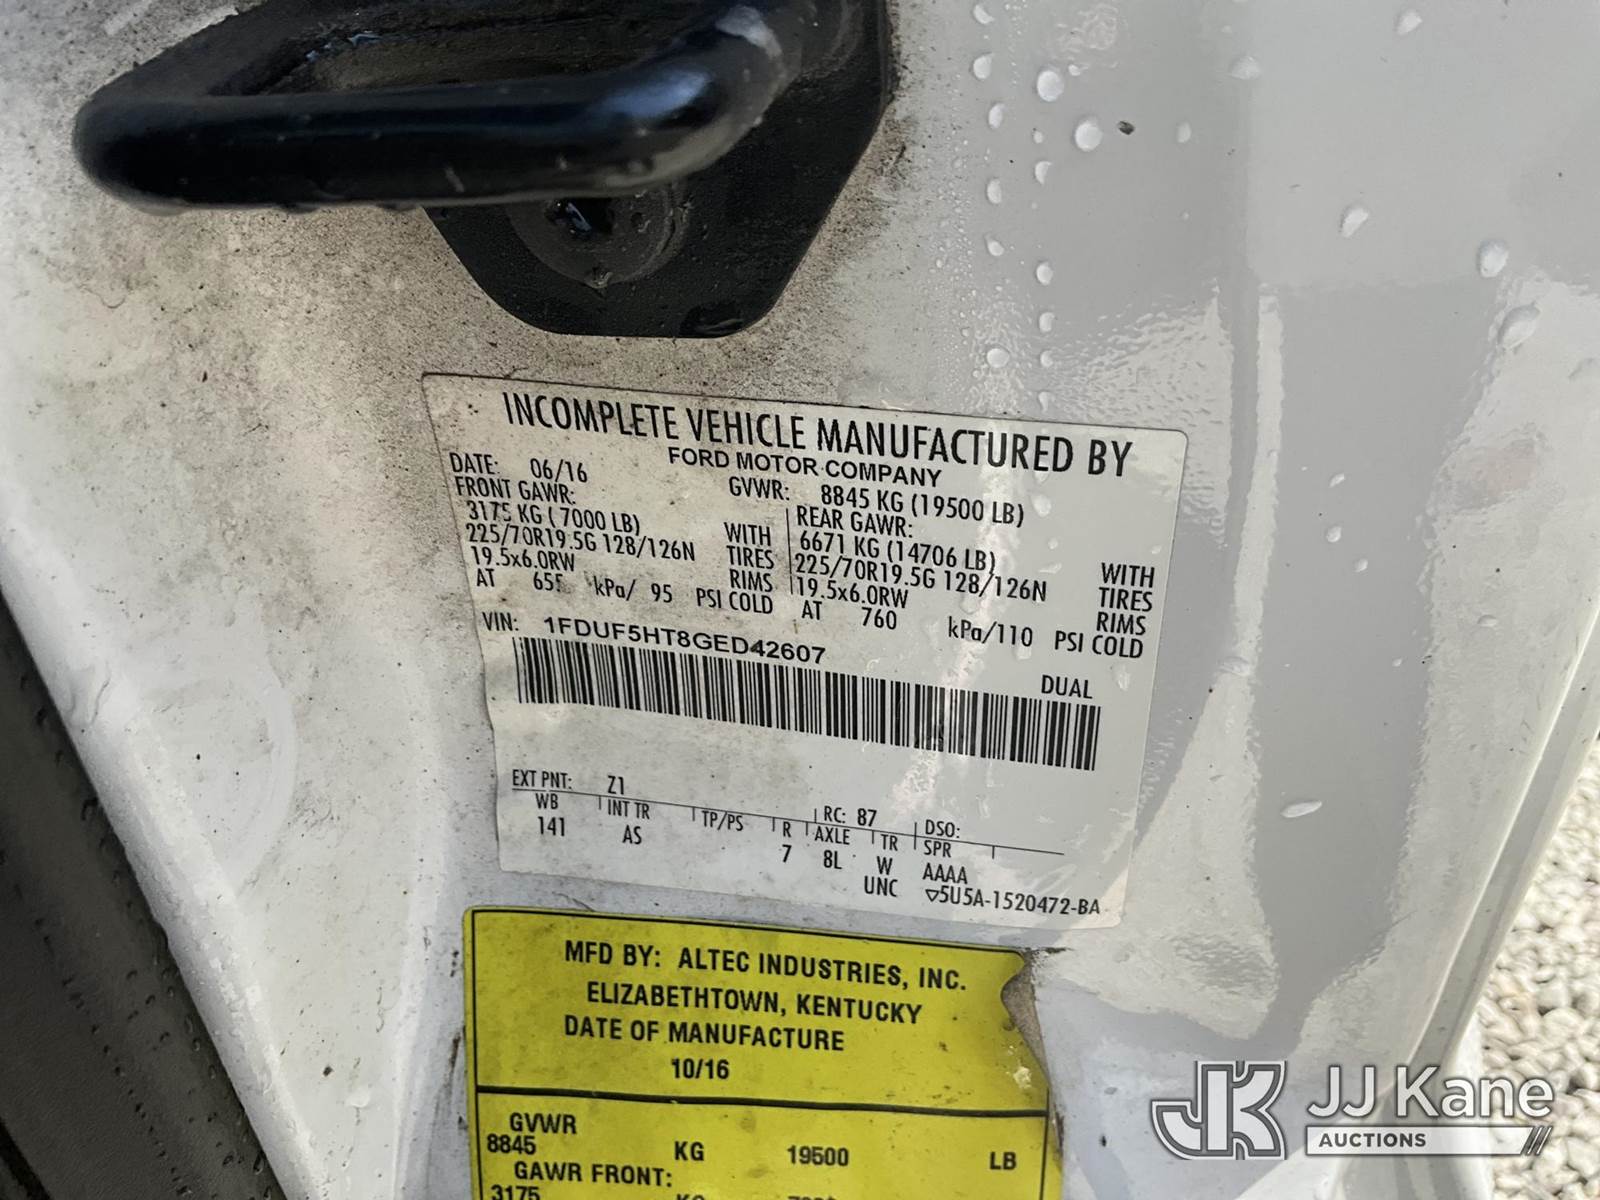 INCOMPLETE VEHICLE MANUFACTURED BY
FORD MOTOR COMPANY
DATE: 06/16 GVWR: 8845 KG (19500 LB)
FRONT GAWR: REAR GAWR:
3175 KG ( 7000 LB) WITH 6671 KG (14706 LB) WITH
225/70R19.5G 128/126N TIRES 225/70R19.5G 128/126N TIRES
19.5x6.0RW RIMS 19.5x6.0RW RIMS
AT 655 kPa/ 95 PSI COLD AT 760 kPa/110 PSI COLD
VIN: 1FDUF5HT8GED42607
DUAL
EXT PNT: Z1 RC: 87 DSO:
WB INT TR TP/PS R AXLE TR SPR
141 AS 7 8L W AAAA
UNC ▽5U5A-1520472-BA
MFD BY: ALTEC INDUSTRIES, INC.
ELIZABETHTOWN, KENTUCKY
DATE OF MANUFACTURE
10/16
GVWR
8845 KG 19500 LB
GAWR FRONT:
3175
JK JJ Kane
AUCTIONS